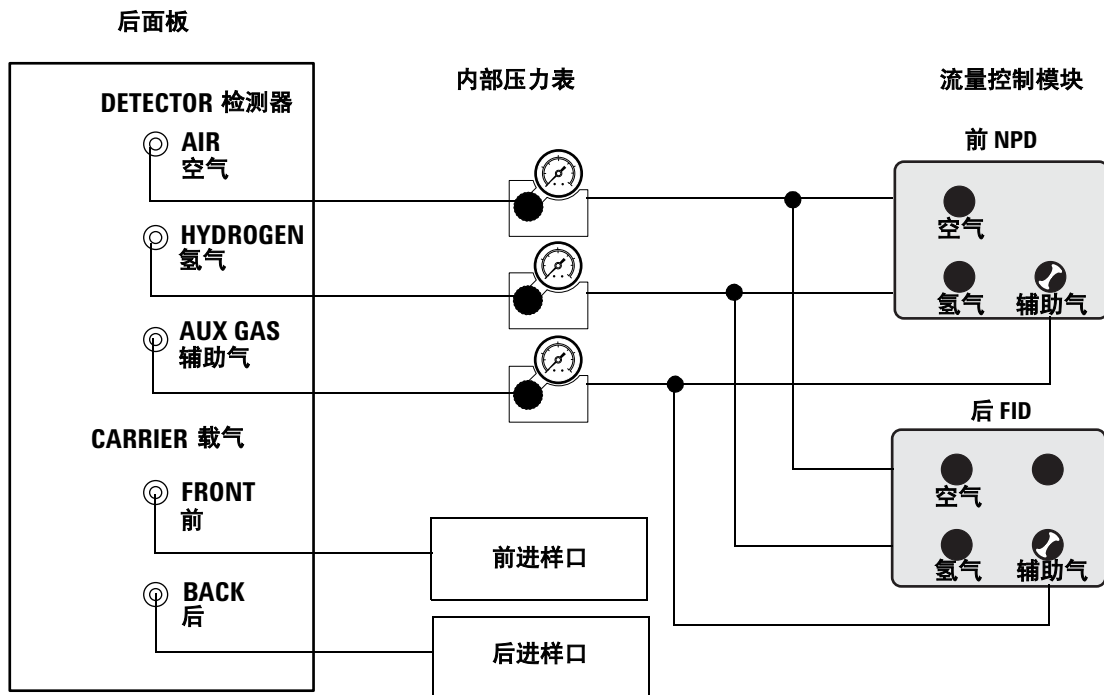 后面板
内部压力表
流量控制模块
DETECTOR 检测器
AIR
空气
HYDROGEN
氢气
AUX GAS
辅助气
CARRIER 载气
FRONT
前
BACK
后
前进样口
后进样口
前 NPD
空气
氢气 辅助气
后 FID
空气
氢气 辅助气